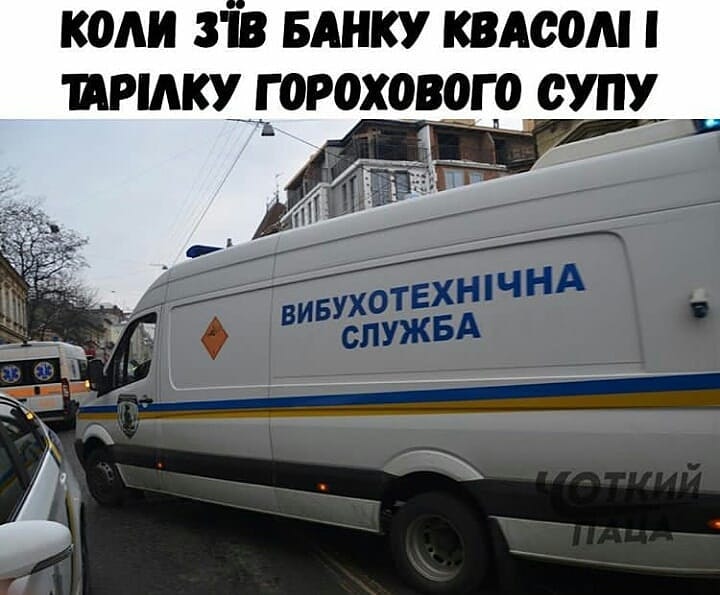 КОЛИ З'ЇВ БАНКУ КВАСОЛІ І
ТАРІЛКУ ГОРОХОВОГО СУПУ
ВИБУХОТЕХНІЧНА
СЛУЖБА
ЧОТКИЙ
ПАЦА